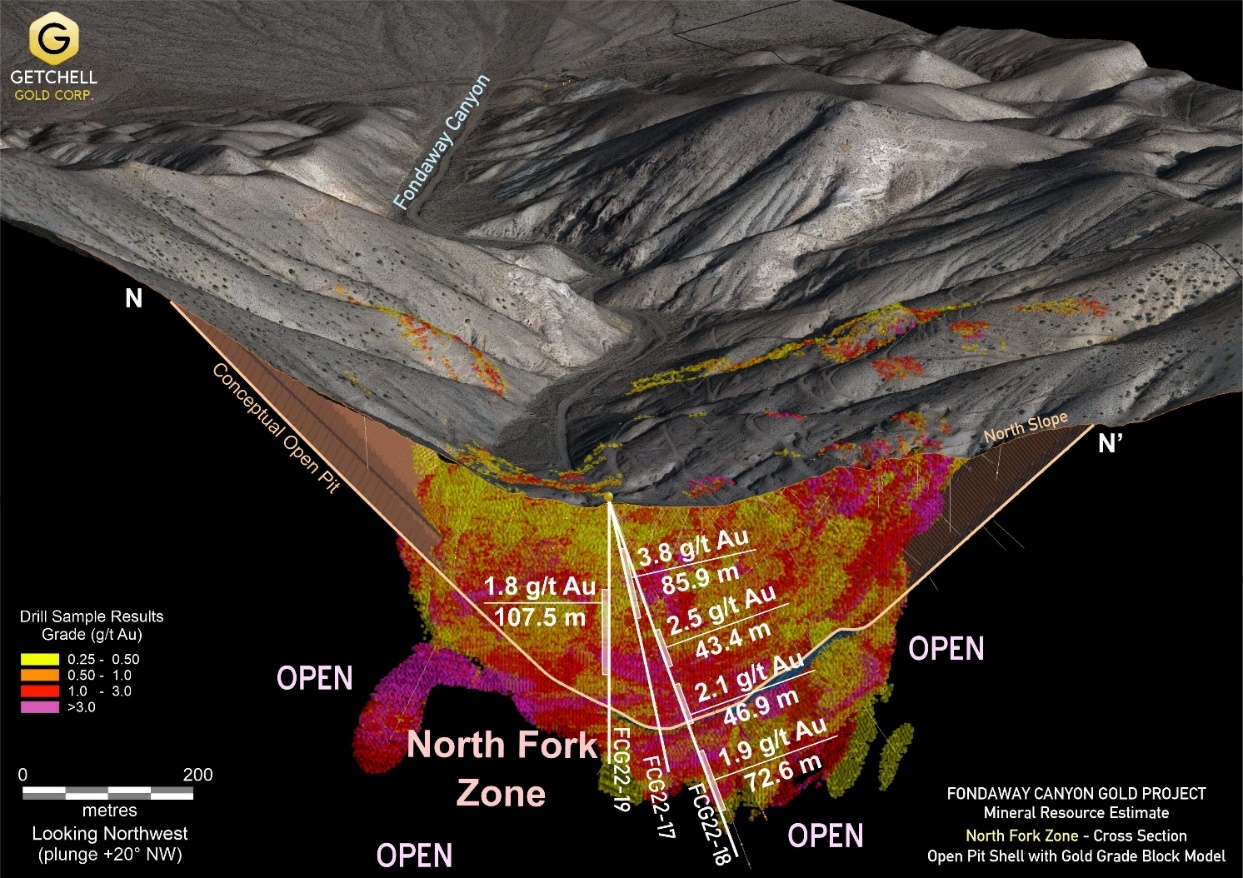 G
GETCHELL
GOLD CORP.
Fondaway Canyon
N
Conceptual Open Pit
North Slope
N'
3.8 g/t Au
85.9 m
1.8 g/t Au
107.5 m
2.5 g/t Au
43.4 m
2.1 g/t Au
46.9 m
1.9 g/t Au
72.6 m
OPEN
OPEN
North Fork
Zone
FCG22-19
FCG22-17
FCG22-18
OPEN
OPEN
Drill Sample Results
Grade (g/t Au)
0.25 - 0.50
0.50 - 1.0
1.0 - 3.0
>3.0
0 200
metres
Looking Northwest
(plunge +20° NW)
FONDAWAY CANYON GOLD PROJECT
Mineral Resource Estimate
North Fork Zone - Cross Section
Open Pit Shell with Gold Grade Block Model